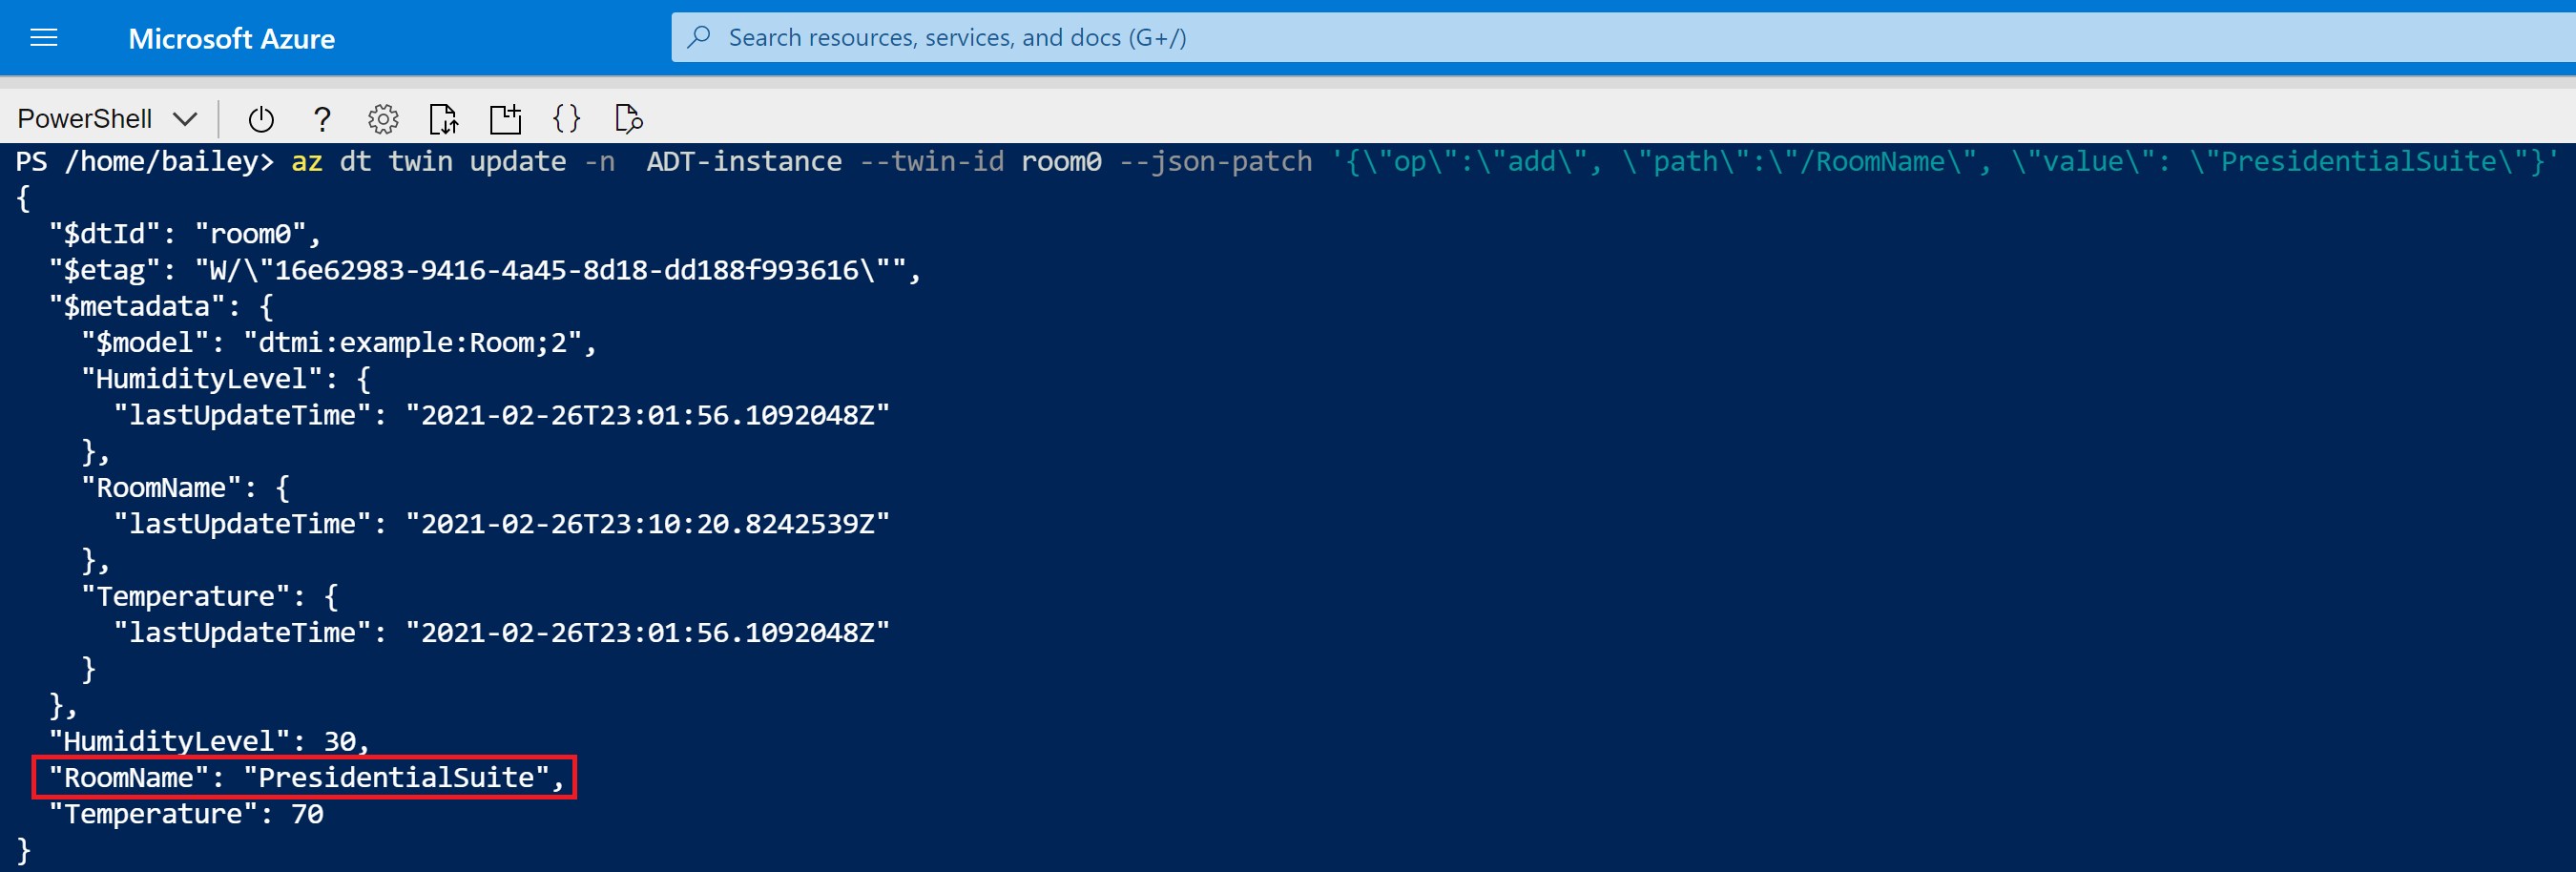 Microsoft Azure
Search resources, services, and docs (G+/)
PowerShell
PS /home/bailey> az dt twin update -n  ADT-instance --twin-id room0 --json-patch '{\"op\":\"add\", \"path\":\"/RoomName\", \"value\": \"PresidentialSuite\"}'
{
  "$dtId": "room0",
  "$etag": "W/\"16e62983-9416-4a45-8d18-dd188f993616\"",
  "$metadata": {
    "$model": "dtmi:example:Room;2",
    "HumidityLevel": {
      "lastUpdateTime": "2021-02-26T23:01:56.1092048Z"
    },
    "RoomName": {
      "lastUpdateTime": "2021-02-26T23:10:20.8242539Z"
    },
    "Temperature": {
      "lastUpdateTime": "2021-02-26T23:01:56.1092048Z"
    }
  },
  "HumidityLevel": 30,
  "RoomName": "PresidentialSuite",
  "Temperature": 70
}